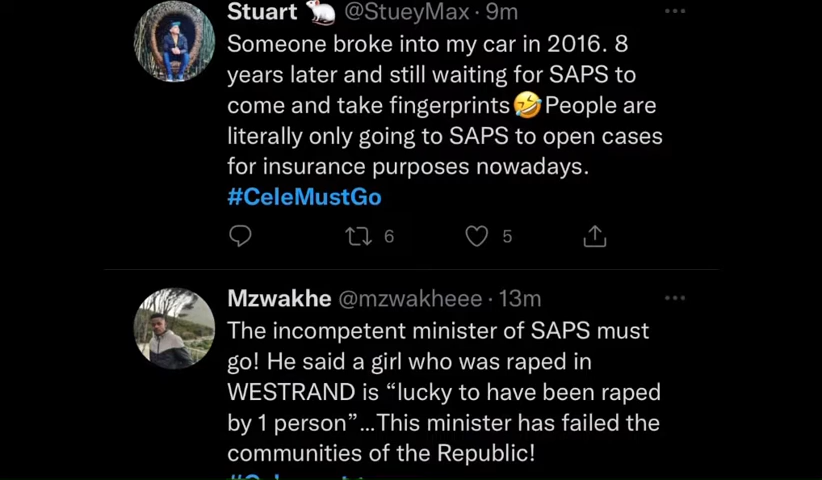 Stuart 🐁 @StueyMax · 9m
Someone broke into my car in 2016. 8
years later and still waiting for SAPS to
come and take fingerprints🤣People are
literally only going to SAPS to open cases
for insurance purposes nowadays.
#CeleMustGo
6 5
Mzwakhe @mzwakheee · 13m
The incompetent minister of SAPS must
go! He said a girl who was raped in
WESTRAND is “lucky to have been raped
by 1 person”...This minister has failed the
communities of the Republic!